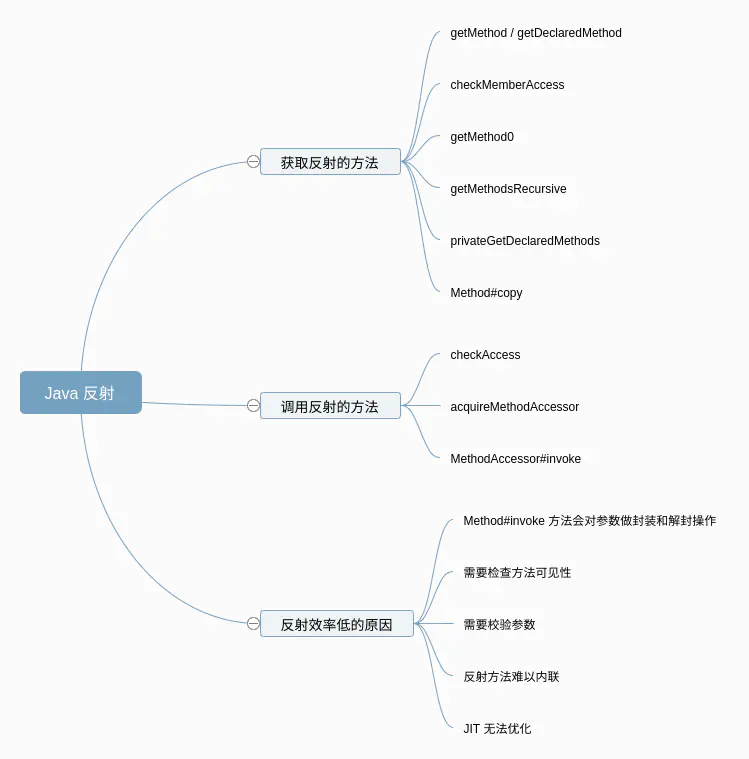 Java 反射
获取反射的方法
getMethod / getDeclaredMethod
checkMemberAccess
getMethod0
getMethodsRecursive
privateGetDeclaredMethods
Method#copy
调用反射的方法
checkAccess
acquireMethodAccessor
MethodAccessor#invoke
反射效率低的原因
Method#invoke 方法会对参数做封装和解封操作
需要检查方法可见性
需要校验参数
反射方法难以内联
JIT 无法优化